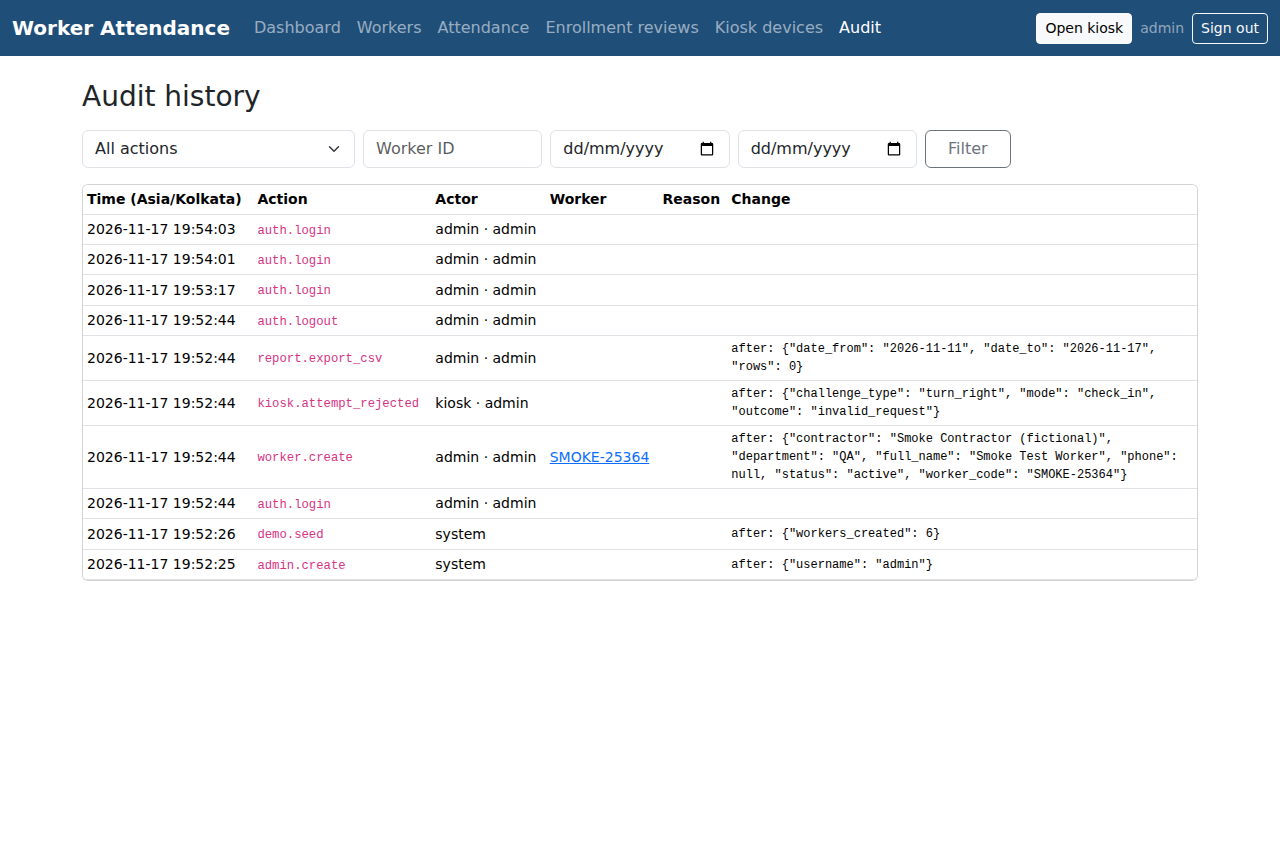 Worker Attendance Dashboard Workers Attendance Enrollment reviews Kiosk devices Audit Open kiosk admin Sign out
Audit history
All actions Worker ID dd/mm/yyyy dd/mm/yyyy Filter
Time (Asia/Kolkata) Action Actor Worker Reason Change
2026-11-17 19:54:03 auth.login admin · admin
2026-11-17 19:54:01 auth.login admin · admin
2026-11-17 19:53:17 auth.login admin · admin
2026-11-17 19:52:44 auth.logout admin · admin
2026-11-17 19:52:44 report.export_csv admin · admin after: {"date_from": "2026-11-11", "date_to": "2026-11-17",
"rows": 0}
2026-11-17 19:52:44 kiosk.attempt_rejected kiosk · admin after: {"challenge_type": "turn_right", "mode": "check_in",
"outcome": "invalid_request"}
2026-11-17 19:52:44 worker.create admin · admin SMOKE-25364 after: {"contractor": "Smoke Contractor (fictional)",
"department": "QA", "full_name": "Smoke Test Worker", "phone":
null, "status": "active", "worker_code": "SMOKE-25364"}
2026-11-17 19:52:44 auth.login admin · admin
2026-11-17 19:52:26 demo.seed system after: {"workers_created": 6}
2026-11-17 19:52:25 admin.create system after: {"username": "admin"}